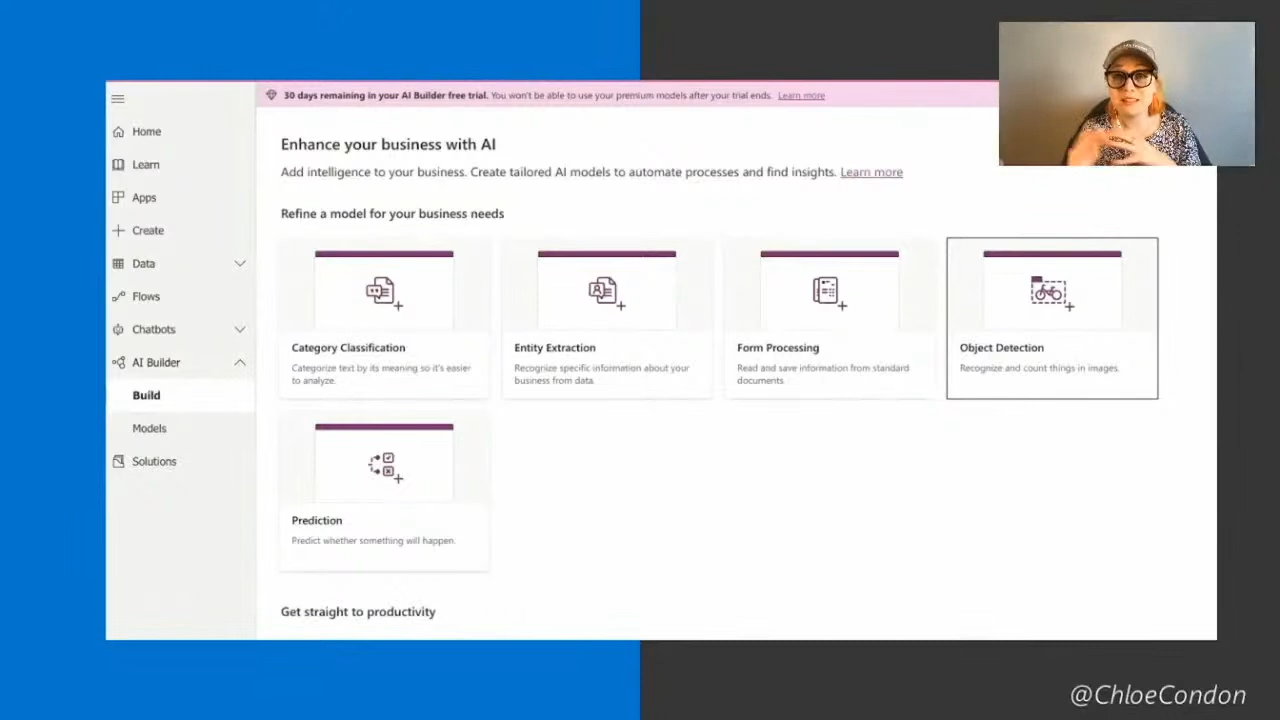 30 days remaining in your AI Builder free trial. You won't be able to use your premium models after your trial ends. Learn more
Home
Learn
Apps
Create
Data
Flows
Chatbots
AI Builder
Build
Models
Solutions
Enhance your business with AI
Add intelligence to your business. Create tailored AI models to automate processes and find insights. Learn more
Refine a model for your business needs
Category Classification
Categorize text by its meaning so it's easier
to analyze.
Entity Extraction
Recognize specific information about your
business from data.
Form Processing
Read and save information from standard
documents.
Object Detection
Recognize and count things in images.
Prediction
Predict whether something will happen.
Get straight to productivity
@ChloeCondon